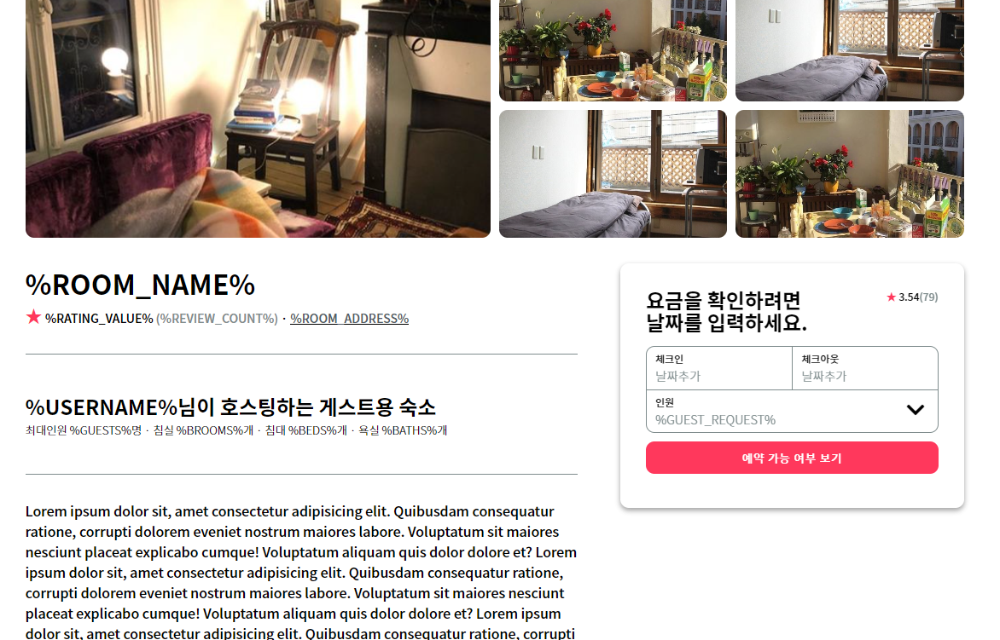 %ROOM_NAME%
★ %RATING_VALUE% (%REVIEW_COUNT%) · %ROOM_ADDRESS%
%USERNAME%님이 호스팅하는 게스트용 숙소
최대인원 %GUESTS%명 · 침실 %BROOMS%개 · 침대 %BEDS%개 · 욕실 %BATHS%개
Lorem ipsum dolor sit, amet consectetur adipisicing elit. Quibusdam consequatur
ratione, corrupti dolorem eveniet nostrum maiores labore. Voluptatum sit maiores
nesciunt placeat explicabo cumque! Voluptatum aliquam quis dolor dolore et? Lorem
ipsum dolor sit, amet consectetur adipisicing elit. Quibusdam consequatur ratione,
corrupti dolorem eveniet nostrum maiores labore. Voluptatum sit maiores nesciunt
placeat explicabo cumque! Voluptatum aliquam quis dolor dolore et? Lorem ipsum
dolor sit, amet consectetur adipisicing elit. Quibusdam consequatur ratione, corrupti
요금을 확인하려면
날짜를 입력하세요.
★ 3.54(79)
체크인
날짜추가
체크아웃
날짜추가
인원
%GUEST_REQUEST%
예약 가능 여부 보기